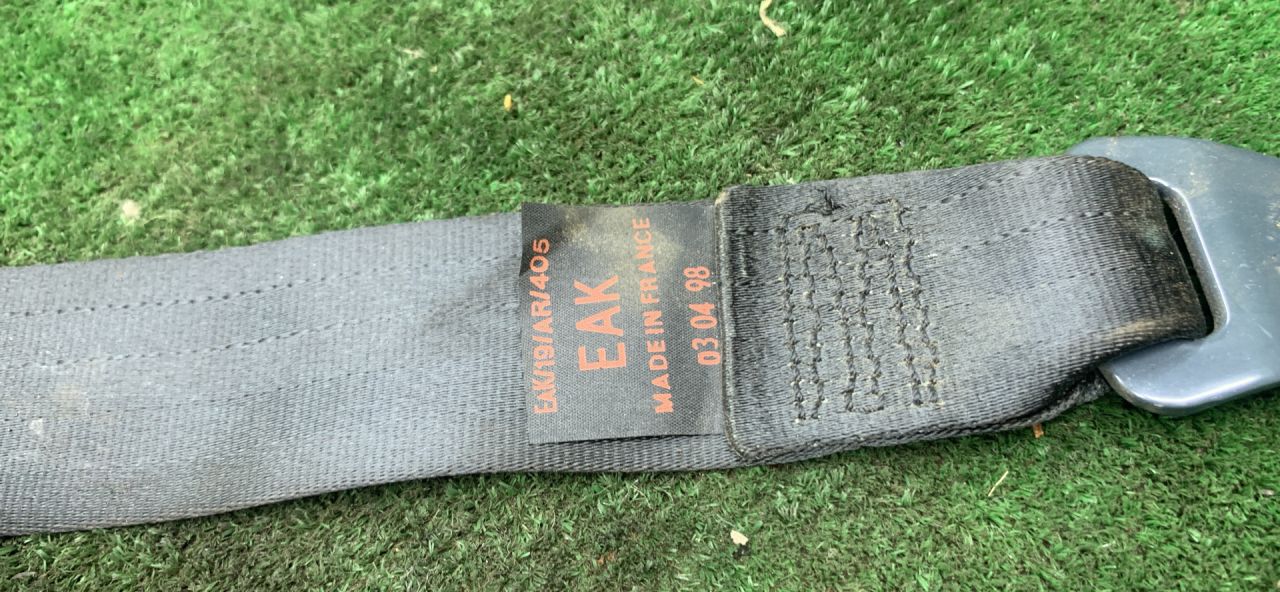 EAK/19/AR/405
EAK
MADE IN FRANCE
03 04 98